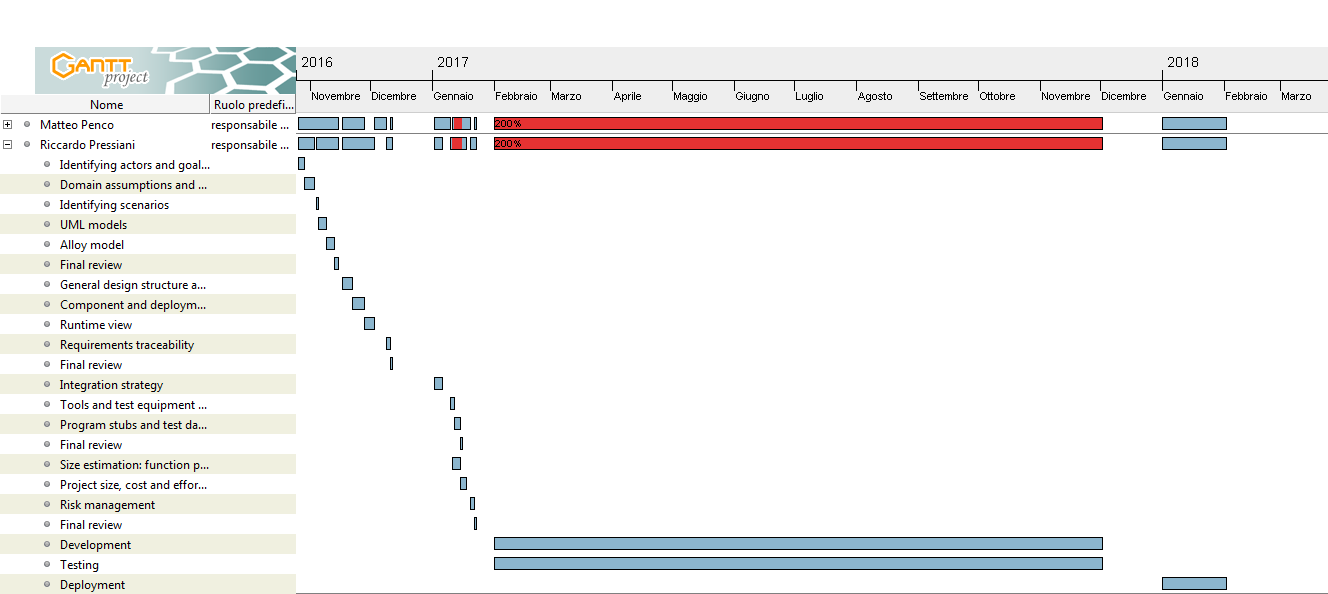 GANTT
project
2016 2017 2018
Novembre Dicembre Gennaio Febbraio Marzo Aprile Maggio Giugno Luglio Agosto Settembre Ottobre Novembre Dicembre Gennaio Febbraio Marzo
Nome Ruolo predefi...
Matteo Penco responsabile ... 200%
Riccardo Pressiani responsabile ... 200%
Identifying actors and goal...
Domain assumptions and ...
Identifying scenarios
UML models
Alloy model
Final review
General design structure a...
Component and deploym...
Runtime view
Requirements traceability
Final review
Integration strategy
Tools and test equipment ...
Program stubs and test da...
Final review
Size estimation: function p...
Project size, cost and effor...
Risk management
Final review
Development
Testing
Deployment